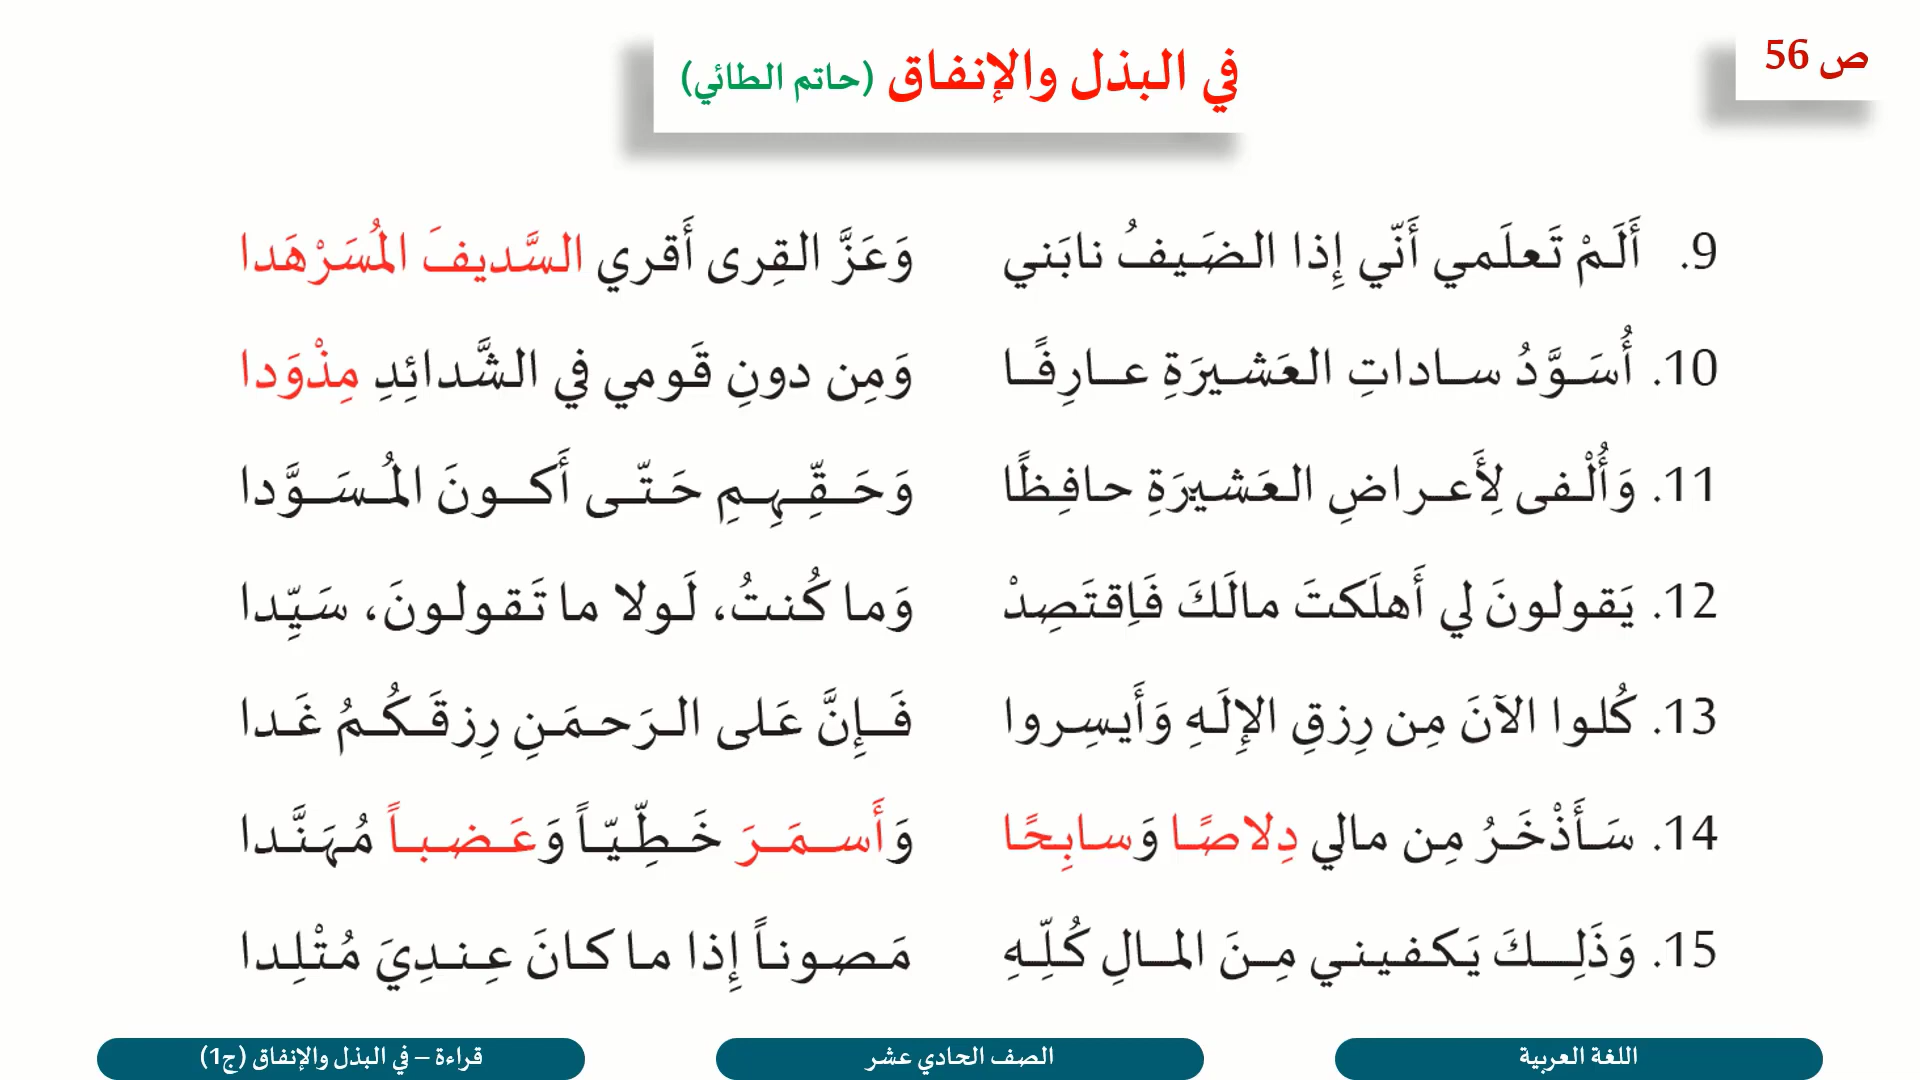 ص 56
في البذل والإنفاق (حاتم الطائي)
9. أَلَمْ تَعلَمي أَنّي إِذا الضَيفُ نابَني وَعَزَّ القِرى أَقري السَّديفَ المُسَرْهَدا
10. أُسَوَّدُ ساداتِ العَشيرَةِ عارِفًا وَمِن دونِ قَومي في الشَّدائِدِ مِذْوَدا
11. وَأُلْفى لِأَعراضِ العَشيرَةِ حافِظًا وَحَقِّهِمِ حَتّى أَكونَ المُسَوَّدا
12. يَقولونَ لي أَهلَكتَ مالَكَ فَاِقتَصِدْ وَما كُنتُ، لَولا ما تَقولونَ، سَيِّدا
13. كُلوا الآنَ مِن رِزقِ الإِلَهِ وَأَيسِروا فَإِنَّ عَلى الرَحمَنِ رِزقَكُمُ غَدا
14. سَأَذْخَرُ مِن مالي دِلاصًا وَسابِحًا وَأَسمَرَ خَطِّيّاً وَعَضباً مُهَنَّدا
15. وَذَلِكَ يَكفيني مِنَ المالِ كُلِّهِ مَصوناً إِذا ما كانَ عِندِيَ مُتْلِدا
اللغة العربية
الصف الحادي عشر
قراءة – في البذل والإنفاق (ج1)